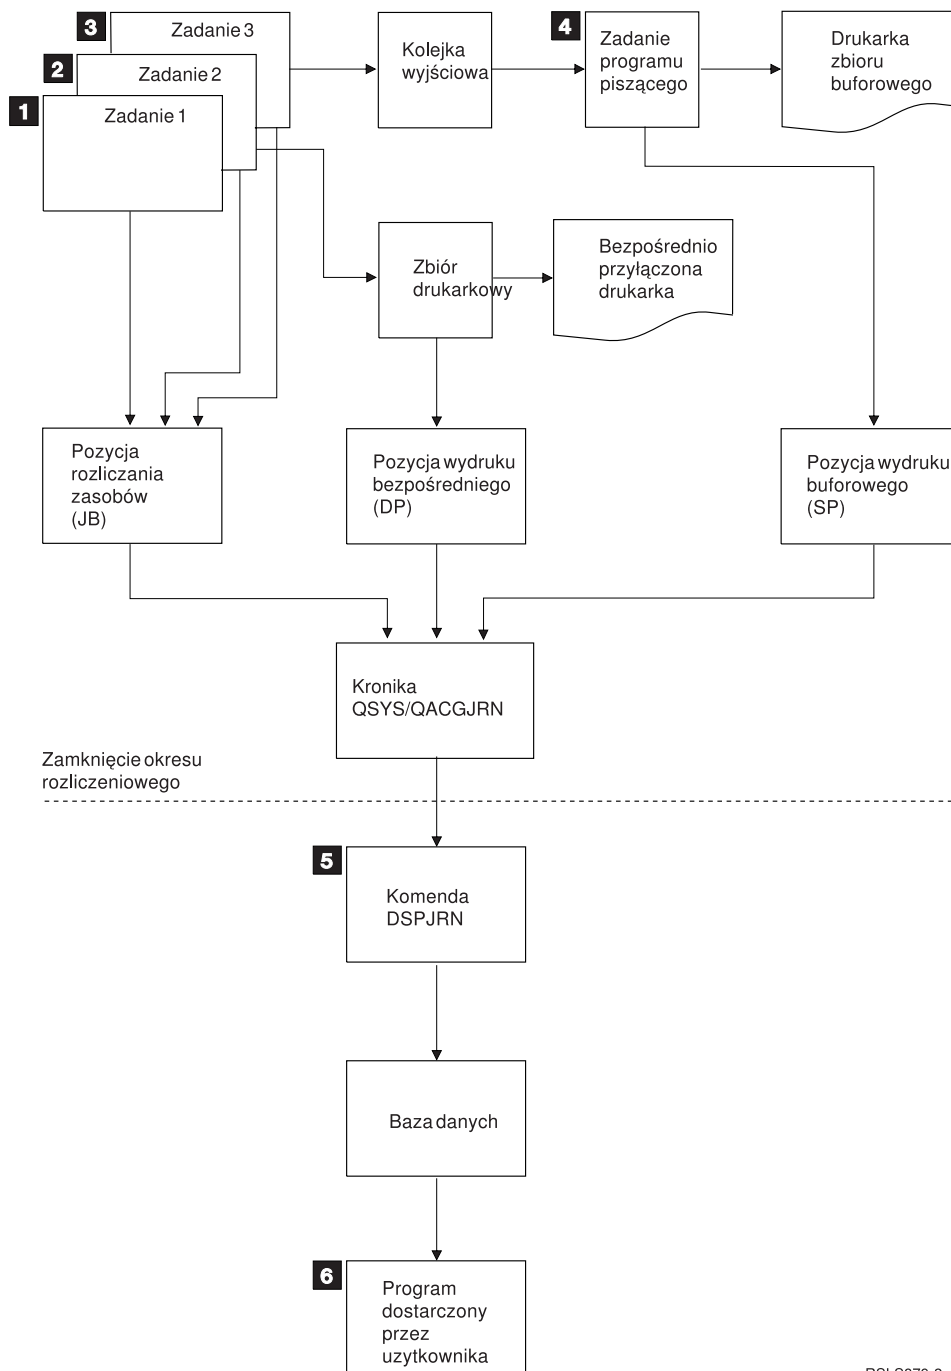 3
Zadanie 3
2
Zadanie 2
1
Zadanie 1
Kolejka
wyjściowa
4
Zadanie
programu
piszącego
Drukarka
zbioru
buforowego
Zbiór
drukarkowy
Bezpośrednio
przyłączona
drukarka
Pozycja
rozliczania
zasobów
(JB)
Pozycja wydruku
bezpośredniego
(DP)
Pozycja wydruku
buforowego
(SP)
Kronika
QSYS/QACGJRN
Zamknięcie okresu
rozliczeniowego
5
Komenda
DSPJRN
Baza danych
6
Program
dostarczony
przez
uzytkownika